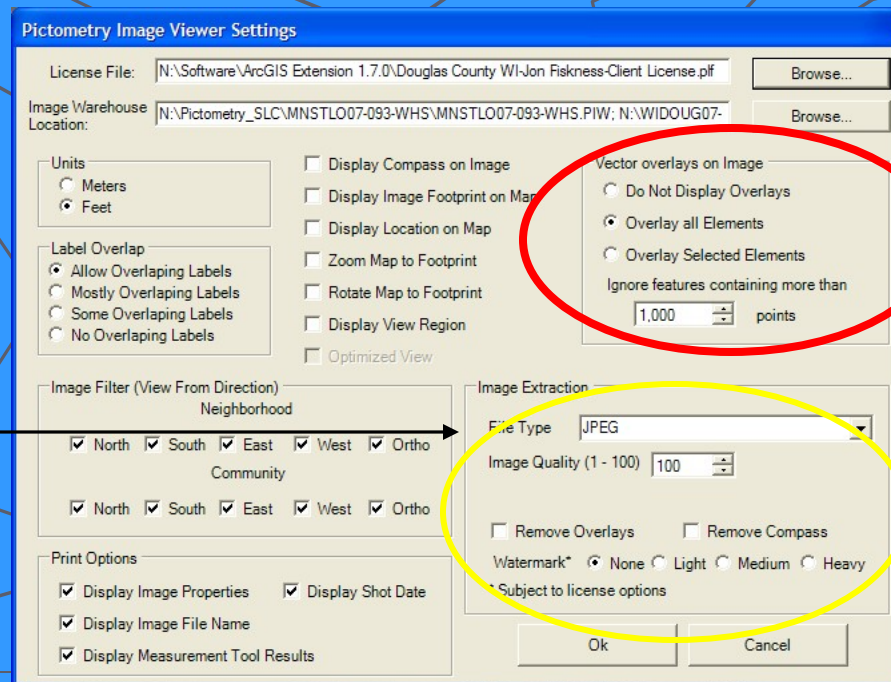 Pictometry Image Viewer Settings
License File: N:\Software\ArcGIS Extension 1.7.0\Douglas County WI-Jon Fiskness-Client License.plf Browse...
Image Warehouse Location: N:\Pictometry_SLC\MNSTLO07-093-WHS\MNSTLO07-093-WHS.PIW; N:\WIDOUG07- Browse...
Units
Meters
Feet
Label Overlap
Allow Overlaping Labels
Mostly Overlaping Labels
Some Overlaping Labels
No Overlaping Labels
Display Compass on Image
Display Image Footprint on Map
Display Location on Map
Zoom Map to Footprint
Rotate Map to Footprint
Display View Region
Optimized View
Vector overlays on Image
Do Not Display Overlays
Overlay all Elements
Overlay Selected Elements
Ignore features containing more than
1,000 points
Image Filter (View From Direction)
Neighborhood
North South East West Ortho
Community
North South East West Ortho
Print Options
Display Image Properties Display Shot Date
Display Image File Name
Display Measurement Tool Results
Image Extraction
File Type JPEG
Image Quality (1 - 100) 100
Remove Overlays Remove Compass
Watermark* None Light Medium Heavy
* Subject to license options
Ok Cancel